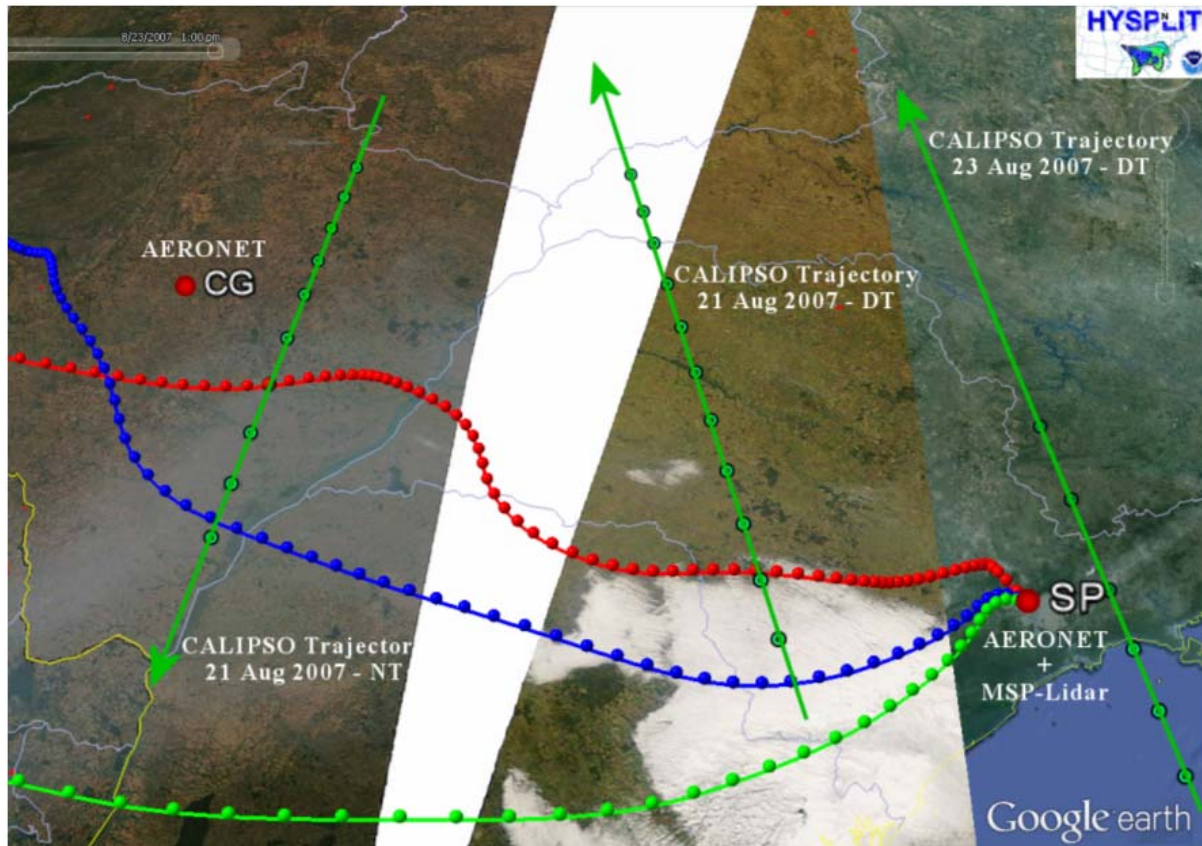 8/23/2007 1:00 pm
HYSPLIT
N
CALIPSO Trajectory
23 Aug 2007 - DT
AERONET
CG
CALIPSO Trajectory
21 Aug 2007 - DT
SP
AERONET
+
MSP-Lidar
CALIPSO Trajector
21 Aug 2007 - NT
Google earth